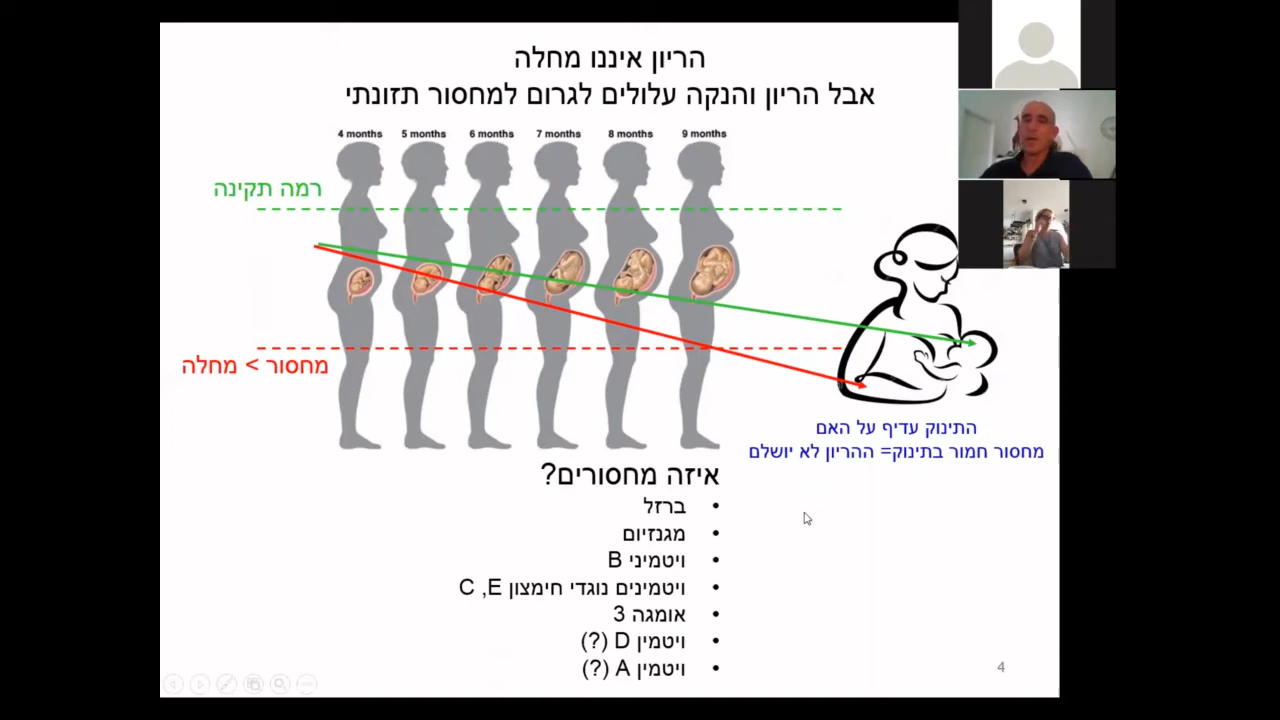 הריון איננו מחלה
אבל הריון והנקה עלולים לגרום למחסור תזונתי
4 months 5 months 6 months 7 months 8 months 9 months
רמה תקינה
מחסור > מחלה
התינוק עדיף על האם
מחסור חמור בתינוק= ההריון לא יושלם
איזה מחסורים?
• ברזל
• מגנזיום
• ויטמיני B
• ויטמינים נוגדי חימצון C ,E
• אומגה 3
• ויטמין D (?)
• ויטמין A (?)
4